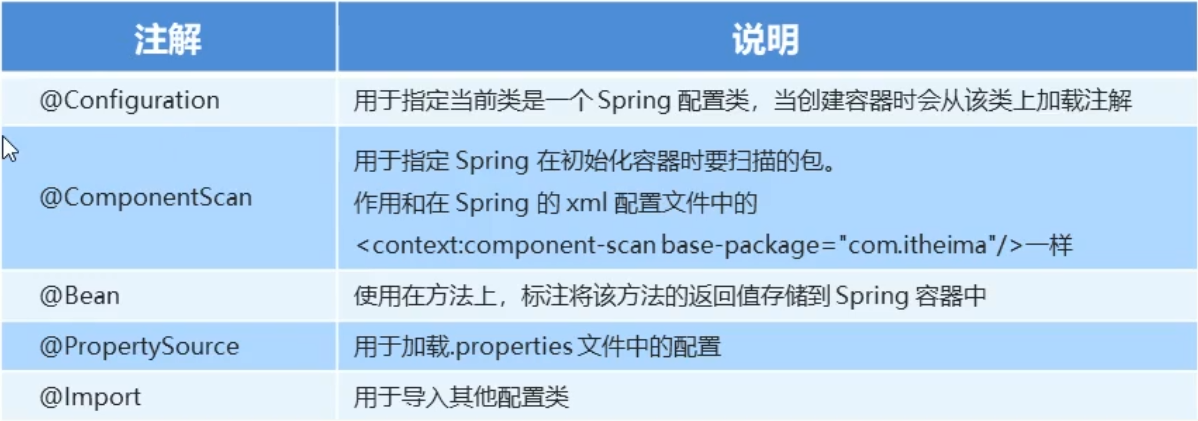 注解 说明
@Configuration 用于指定当前类是一个 Spring 配置类，当创建容器时会从该类上加载注解
@ComponentScan
用于指定 Spring 在初始化容器时要扫描的包。
作用和在 Spring 的 xml 配置文件中的
<context:component-scan base-package="com.itheima"/>一样
@Bean 使用在方法上，标注将该方法的返回值存储到 Spring 容器中
@PropertySource 用于加载.properties 文件中的配置
@Import 用于导入其他配置类